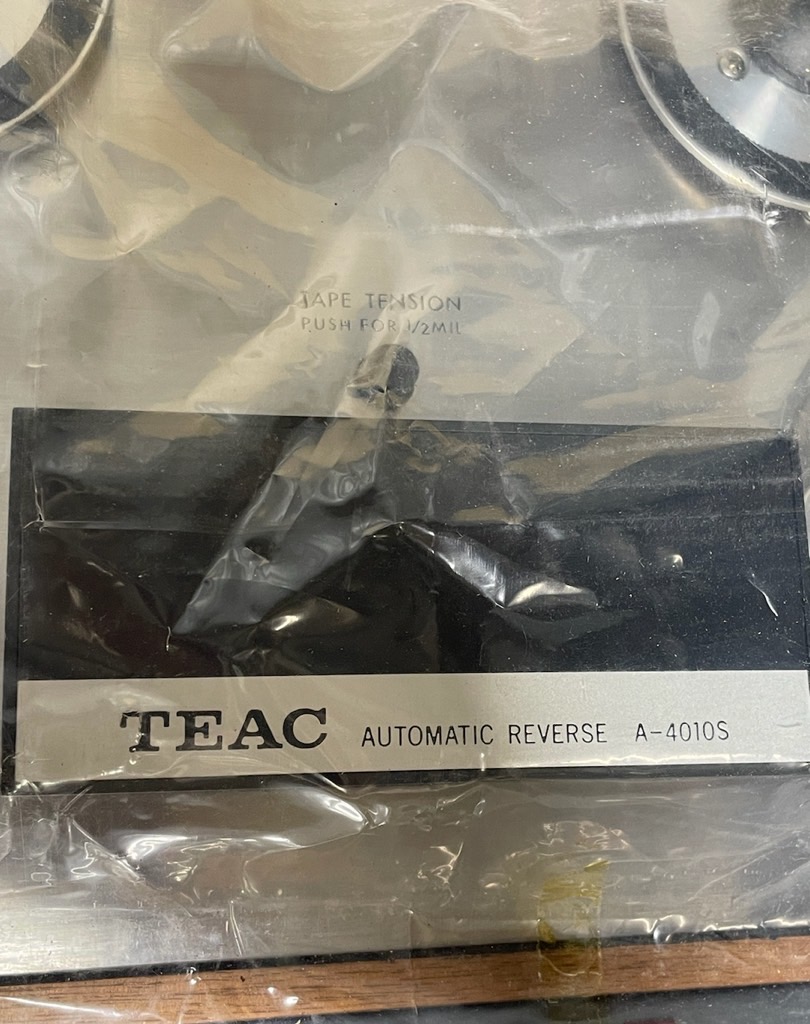 TAPE TENSION
PUSH FOR 1/2MIL
TEAC AUTOMATIC REVERSE A-4010S